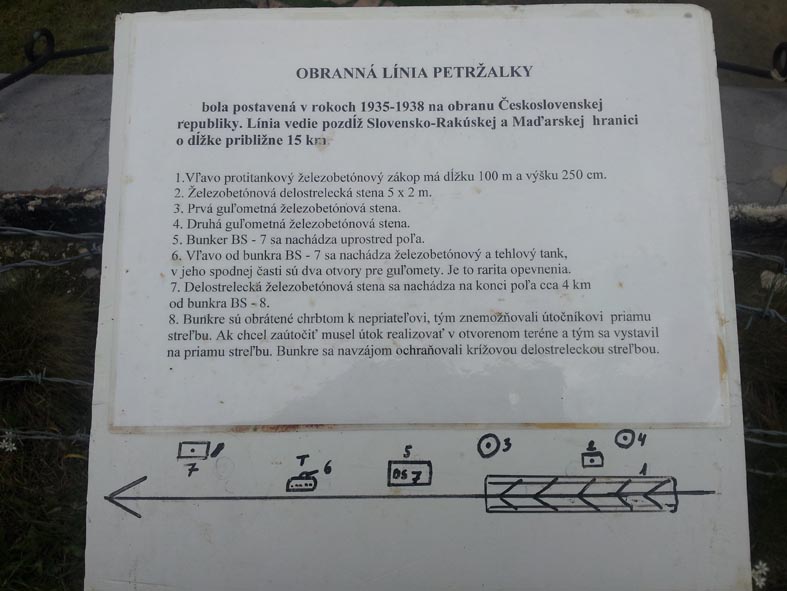 OBRANNÁ LÍNIA PETRŽALKY
bola postavená v rokoch 1935-1938 na obranu Československej
republiky. Línia vedie pozdĺž Slovensko-Rakúskej a Maďarskej hranici
o dĺžke približne 15 km.
1.Vľavo protitankový železobetónový zákop má dĺžku 100 m a výšku 250 cm.
2. Železobetónová delostrelecká stena 5 x 2 m.
3. Prvá guľometná železobetónová stena.
4. Druhá guľometná železobetónová stena.
5. Bunker BS - 7 sa nachádza uprostred poľa.
6. Vľavo od bunkra BS - 7 sa nachádza železobetónový a tehlový tank,
v jeho spodnej časti sú dva otvory pre guľomety. Je to rarita opevnenia.
7. Delostrelecká železobetónová stena sa nachádza na konci poľa cca 4 km
od bunkra BS - 8.
8. Bunkre sú obrátené chrbtom k nepriateľovi, tým znemožňovali útočníkovi priamu
streľbu. Ak chcel zaútočiť musel útok realizovať v otvorenom teréne a tým sa vystavil
na priamu streľbu. Bunkre sa navzájom ochraňovali krížovou delostreleckou streľbou.
7
T
6
5
BS 7
3
2
4
1